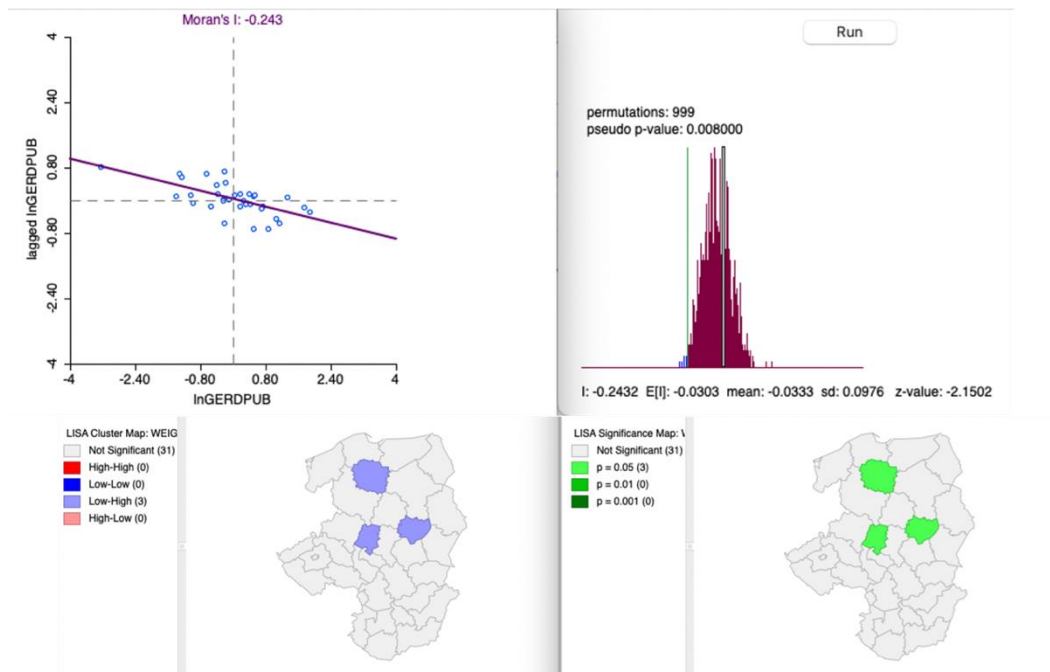 Moran's I: -0.243
4
2.40
0.80
-0.80
-2.40
-4
lagged lnGERDPUB
-4
-2.40
-0.80
0.80
2.40
4
lnGERDPUB
Run
permutations: 999
pseudo p-value: 0.008000
I: -0.2432 E[I]: -0.0303 mean: -0.0333 sd: 0.0976 z-value: -2.1502
LISA Cluster Map: WEIG
Not Significant (31)
High-High (0)
Low-Low (0)
Low-High (3)
High-Low (0)
LISA Significance Map:
Not Significant (31)
p = 0.05 (3)
p = 0.01 (0)
p = 0.001 (0)